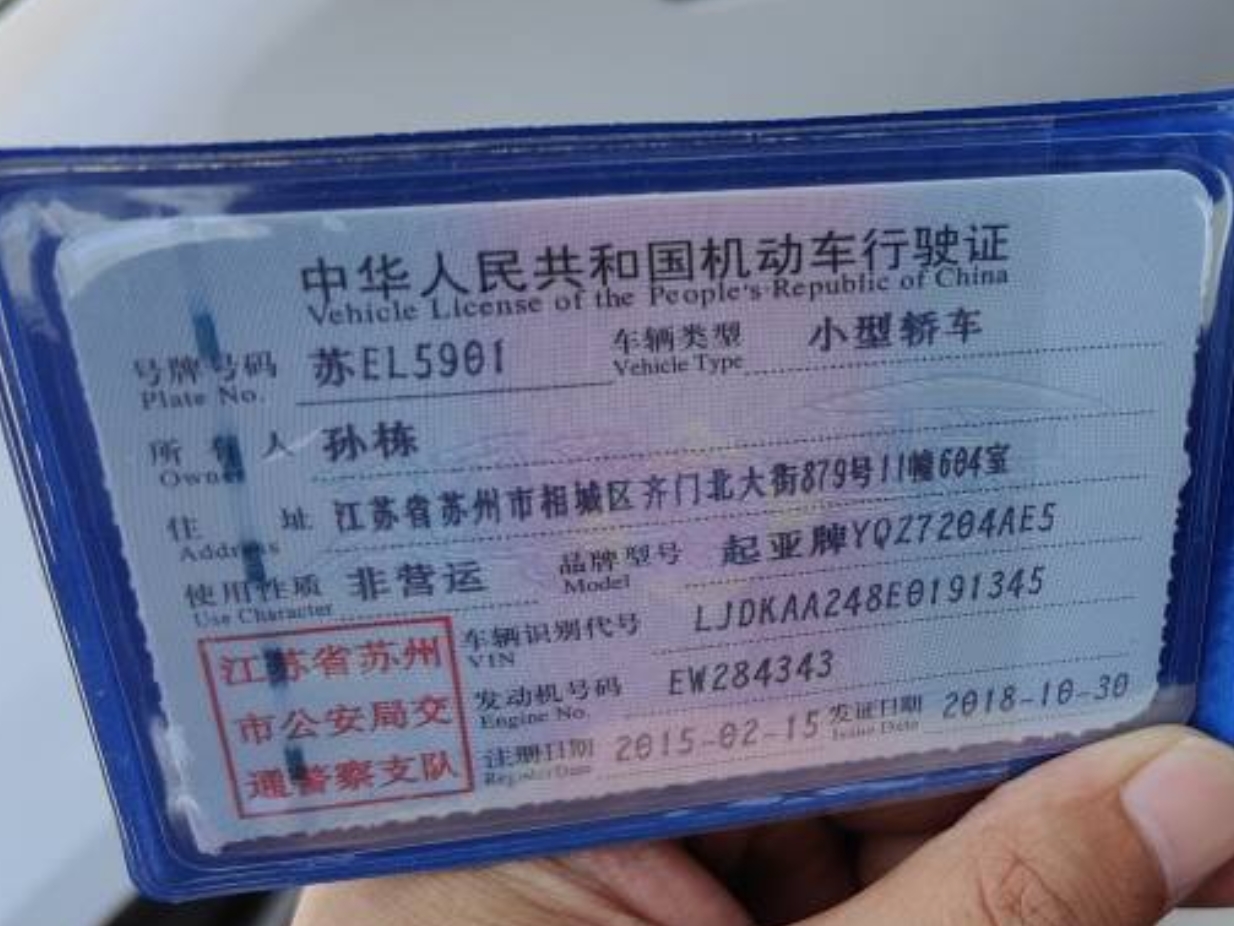 中华人民共和国机动车行驶证
Vehicle License of the People's Republic of China
号牌号码 苏EL5901 车辆类型 小型轿车
Plate No. Vehicle Type
所有人 孙栋
Owner
住址 江苏省苏州市相城区齐门北大街879号11幢604室
Address
使用性质 非营运 品牌型号 起亚牌YQZ7204AE5
Use Character Model
车辆识别代号 LJDKAA248E0191345
VIN
发动机号码 EW284343
Engine No.
注册日期 2015-02-15 发证日期 2018-10-30
Register Date Issue Date
江苏省苏州
市公安局交
通警察支队